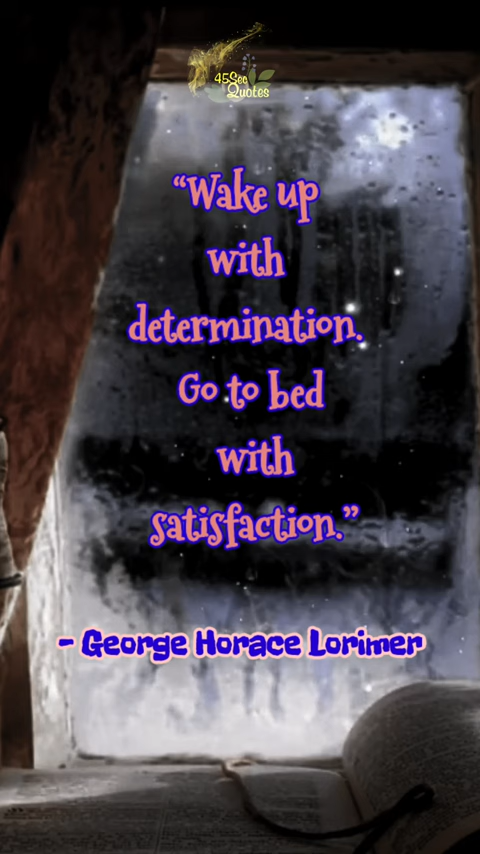 45Sec
Quotes
“Wake up
with
determination.
Go to bed
with
satisfaction.”
- George Horace Lorimer